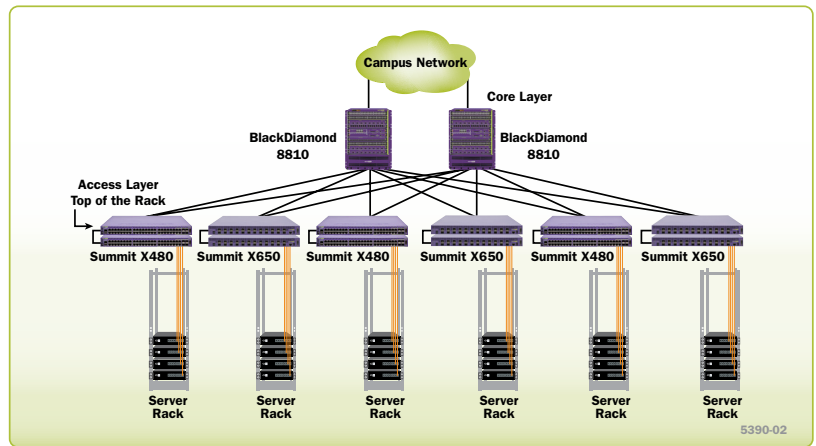 Campus Network
Core Layer
BlackDiamond
8810
BlackDiamond
8810
Access Layer
Top of the Rack
Summit X480
Summit X650
Summit X480
Summit X650
Summit X480
Summit X650
Server
Rack
Server
Rack
Server
Rack
Server
Rack
Server
Rack
Server
Rack
5390-02